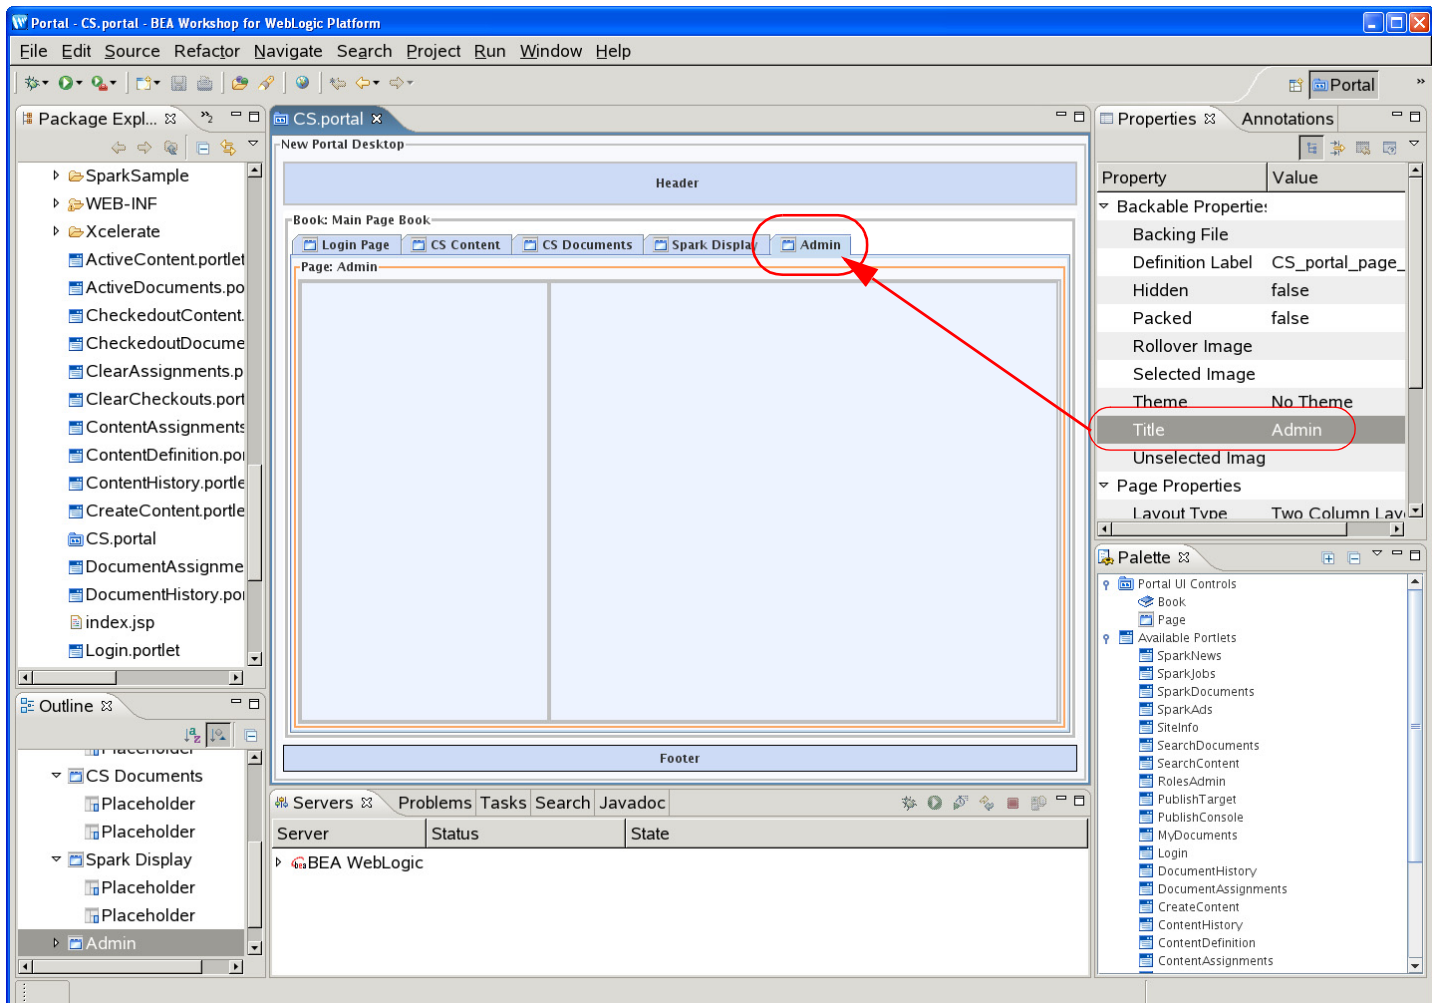 Portal - CS.portal - BEA Workshop for WebLogic Platform
File Edit Source Refactor Navigate Search Project Run Window Help
Portal
Package Expl...
SparkSample
WEB-INF
Xcelerate
ActiveContent.portlet
ActiveDocuments.po
CheckedoutContent.
CheckedoutDocume
ClearAssignments.p
ClearCheckouts.port
ContentAssignments
ContentDefinition.por
ContentHistory.portle
CreateContent.portle
CS.portal
DocumentAssignme
DocumentHistory.por
index.jsp
Login.portlet
Outline
Placeholder
CS Documents
Placeholder
Placeholder
Spark Display
Placeholder
Placeholder
Admin
CS.portal
New Portal Desktop
Header
Book: Main Page Book
Login Page CS Content CS Documents Spark Display Admin
Page: Admin
Footer
Servers Problems Tasks Search Javadoc
Server Status State
BEA WebLogic
Properties Annotations
Property Value
Backable Propertie
Backing File
Definition Label CS_portal_page_
Hidden false
Packed false
Rollover Image
Selected Image
Theme No Theme
Title Admin
Unselected Imag
Page Properties
Layout Type Two Column Lay
Palette
Portal UI Controls
Book
Page
Available Portlets
SparkNews
SparkJobs
SparkDocuments
SparkAds
SiteInfo
SearchDocuments
SearchContent
RolesAdmin
PublishTarget
PublishConsole
MyDocuments
Login
DocumentHistory
DocumentAssignments
CreateContent
ContentHistory
ContentDefinition
ContentAssignments